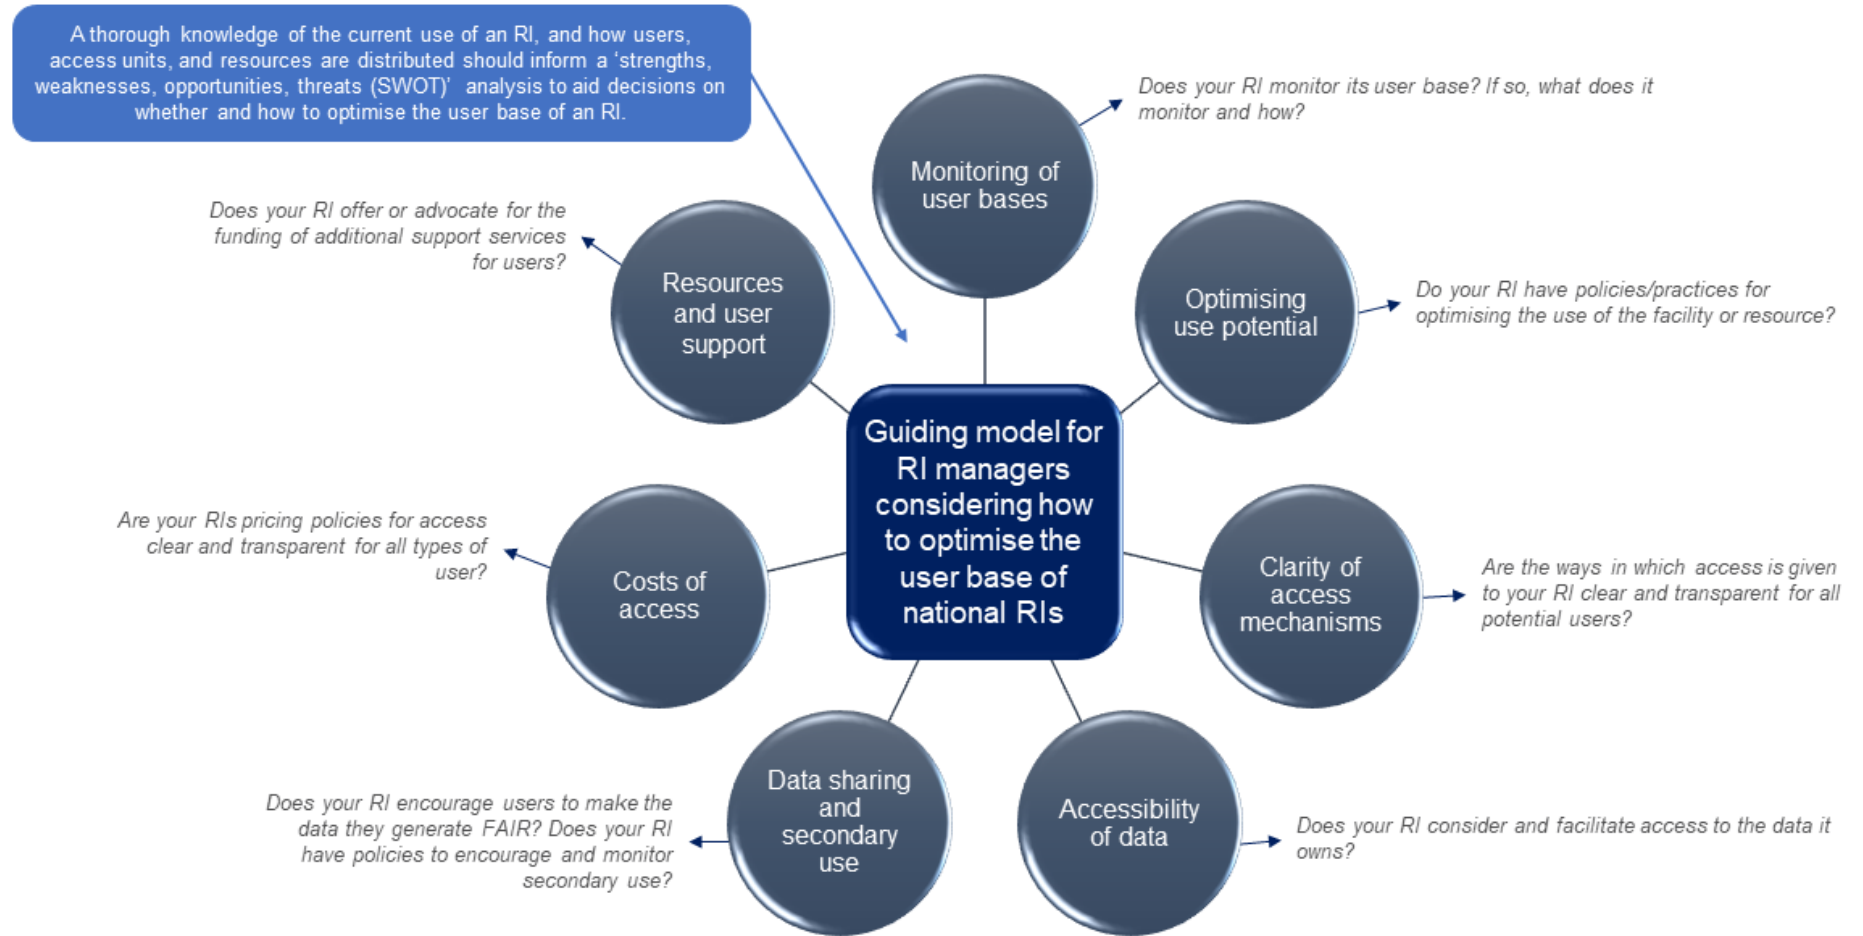 A thorough knowledge of the current use of an RI, and how users,
access units, and resources are distributed should inform a ‘strengths,
weaknesses, opportunities, threats (SWOT)’ analysis to aid decisions on
whether and how to optimise the user base of an RI.
Monitoring of
user bases
Does your RI monitor its user base? If so, what does it
monitor and how?
Optimising
use potential
Do your RI have policies/practices for
optimising the use of the facility or resource?
Clarity of
access
mechanisms
Are the ways in which access is given
to your RI clear and transparent for all
potential users?
Accessibility
of data
Does your RI consider and facilitate access to the data it
owns?
Data sharing
and
secondary
use
Does your RI encourage users to make the
data they generate FAIR? Does your RI
have policies to encourage and monitor
secondary use?
Costs of
access
Are your RIs pricing policies for access
clear and transparent for all types of
user?
Resources
and user
support
Does your RI offer or advocate for the
funding of additional support services
for users?
Guiding model for
RI managers
considering how
to optimise the
user base of
national RIs